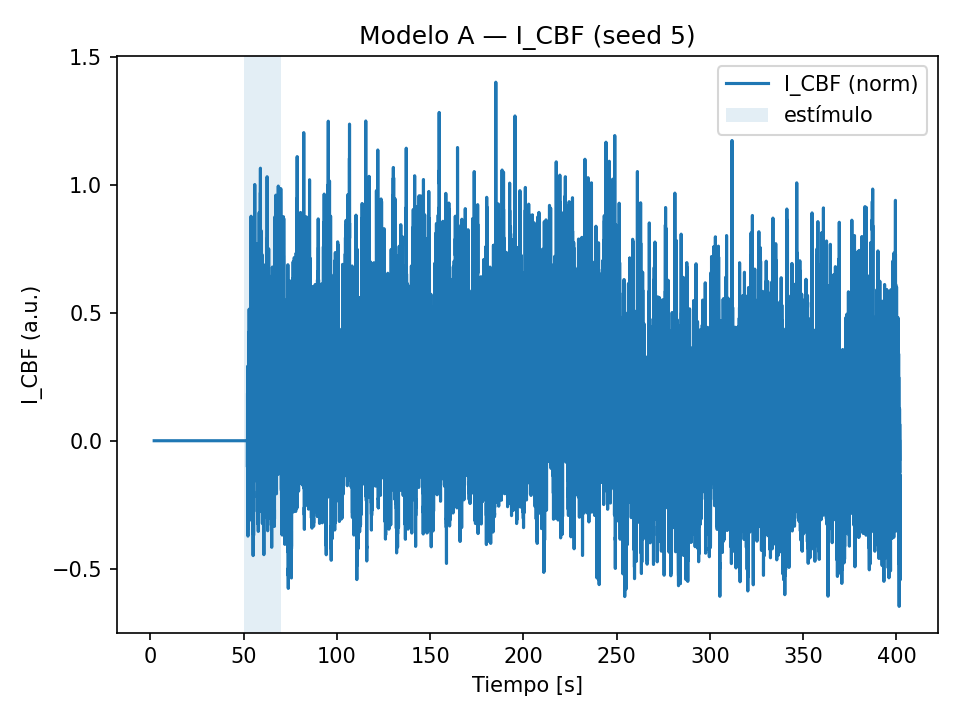 Modelo A — I_CBF (seed 5)
I_CBF (norm)
estímulo
I_CBF (a.u.)
1.5
1.0
0.5
0.0
−0.5
0 50 100 150 200 250 300 350 400
Tiempo [s]